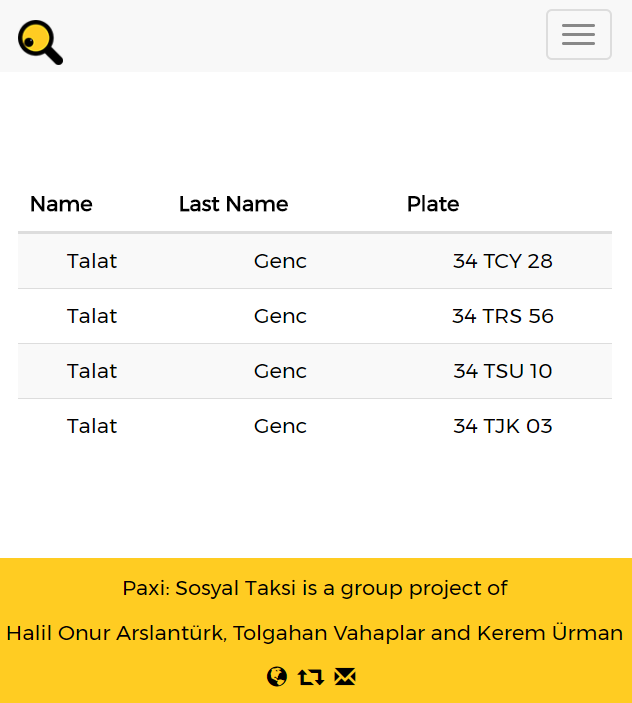 Name Last Name Plate
Talat Genc 34 TCY 28
Talat Genc 34 TRS 56
Talat Genc 34 TSU 10
Talat Genc 34 TJK 03
Paxi: Sosyal Taksi is a group project of
Halil Onur Arslantürk, Tolgahan Vahaplar and Kerem Ürman